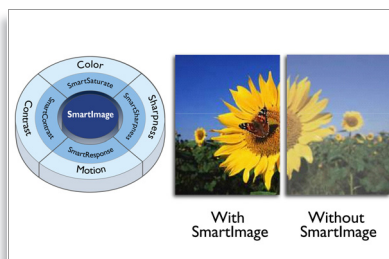 Color
SmartSaturate
Contrast
SmartContrast
SmartImage
SmartSharpness
Sharpness
SmartResponse
Motion
With
SmartImage
Without
SmartImage